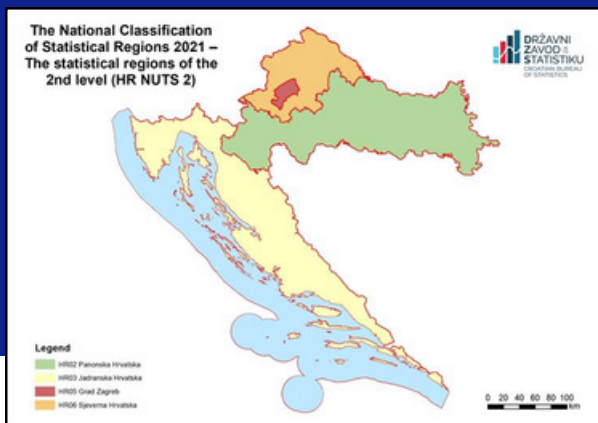 The National Classification
of Statistical Regions 2021 –
The statistical regions of the
2nd level (HR NUTS 2)
DRŽAVNI
ZAVOD ZA
STATISTIKU
CROATIAN BUREAU
OF STATISTICS
Legend
HR02 Panonska Hrvatska
HR03 Jadranska Hrvatska
HR05 Grad Zagreb
HR06 Sjeverna Hrvatska
0 20 40 60 80 100
km